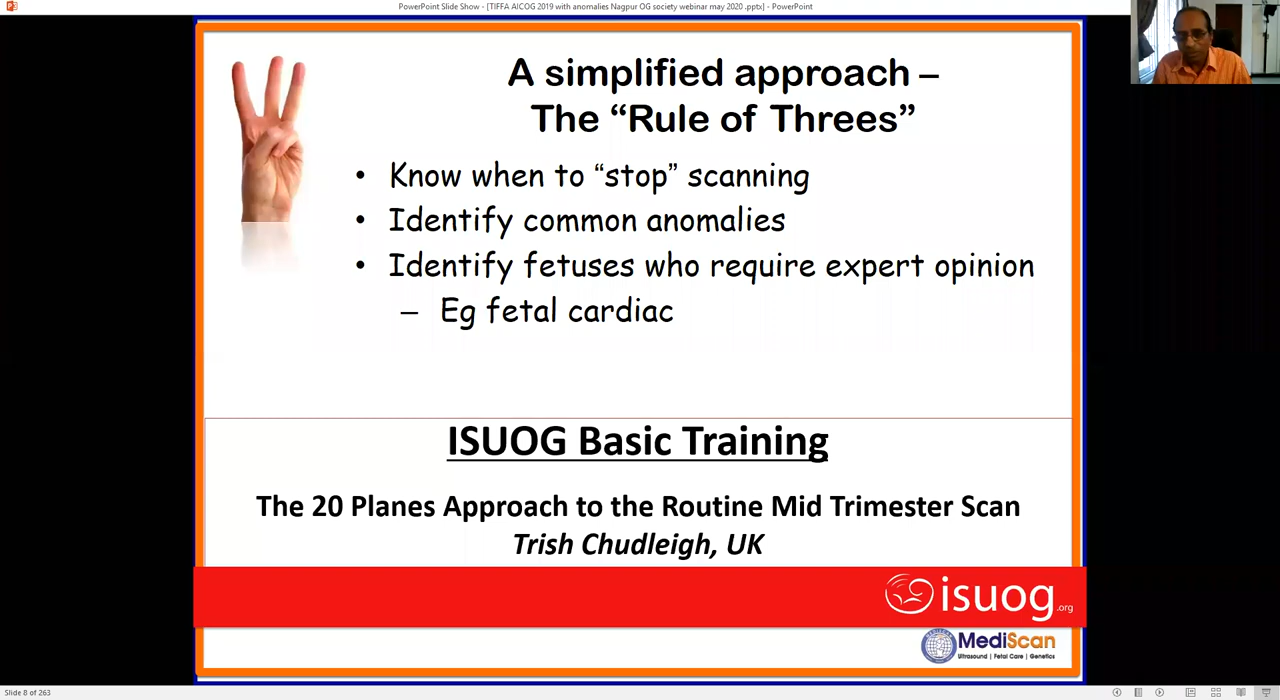 PowerPoint Slide Show - [TIFFA AICOG 2019 with anomalies Nagpur OG society webinar may 2020 .pptx] - PowerPoint
A simplified approach –
The “Rule of Threes”
• Know when to “stop” scanning
• Identify common anomalies
• Identify fetuses who require expert opinion
– Eg fetal cardiac
ISUOG Basic Training
The 20 Planes Approach to the Routine Mid Trimester Scan
Trish Chudleigh, UK
isuog.org
MediScan
Ultrasound | Fetal Care | Genetics
Slide 8 of 263